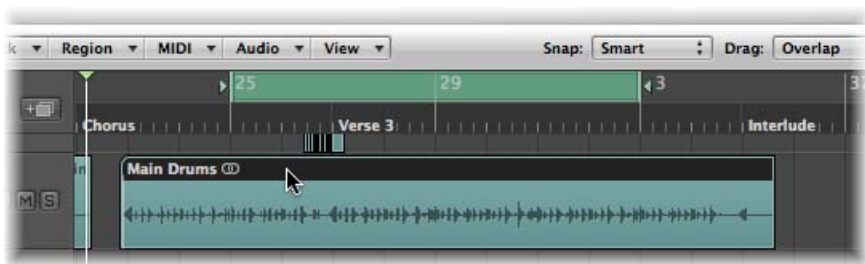 Region MIDI Audio View Snap: Smart Drag: Overlap
25 29 3
Chorus Verse 3 Interlude
Main Drums
M S